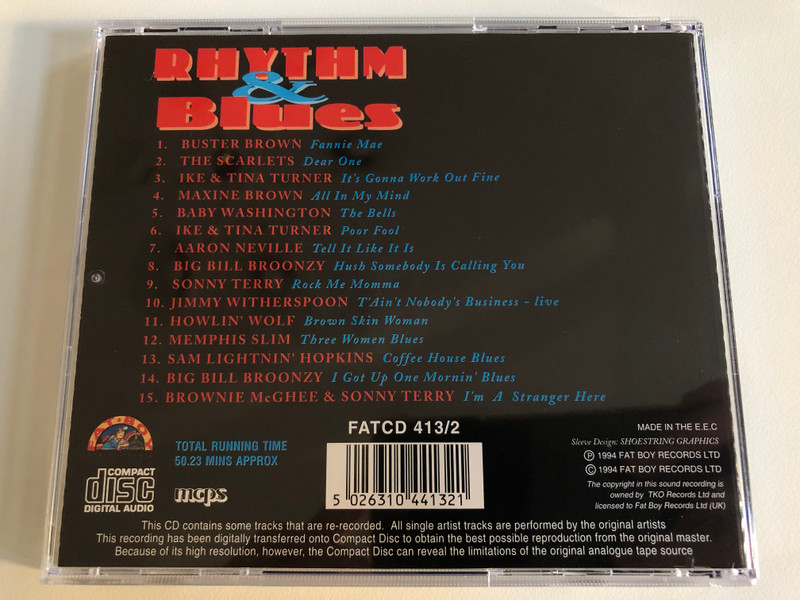 RHYTHM
&
Blues
1. BUSTER BROWN Fannie Mae
2. THE SCARLETS Dear One
3. IKE & TINA TURNER It's Gonna Work Out Fine
4. MAXINE BROWN All In My Mind
5. BABY WASHINGTON The Bells
6. IKE & TINA TURNER Poor Fool
7. AARON NEVILLE Tell It Like It Is
8. BIG BILL BROONZY Hush Somebody Is Calling You
9. SONNY TERRY Rock Me Momma
10. JIMMY WITHERSPOON T'Ain't Nobody's Business - live
11. HOWLIN' WOLF Brown Skin Woman
12. MEMPHIS SLIM Three Women Blues
13. SAM LIGHTNIN' HOPKINS Coffee House Blues
14. BIG BILL BROONZY I Got Up One Mornin' Blues
15. BROWNIE McGHEE & SONNY TERRY I'm A Stranger Here
FAT BOY
TOTAL RUNNING TIME
50.23 MINS APPROX
COMPACT
disc
DIGITAL AUDIO
mcps
FATCD 413/2
5 026310 441321
MADE IN THE E.E.C
Sleeve Design: SHOESTRING GRAPHICS
Ⓟ 1994 FAT BOY RECORDS LTD
© 1994 FAT BOY RECORDS LTD
The copyright in this sound recording is
owned by TKO Records Ltd and
licensed to Fat Boy Records Ltd (UK)
This CD contains some tracks that are re-recorded. All single artist tracks are performed by the original artists
This recording has been digitally transferred onto Compact Disc to obtain the best possible reproduction from the original master.
Because of its high resolution, however, the Compact Disc can reveal the limitations of the original analogue tape source